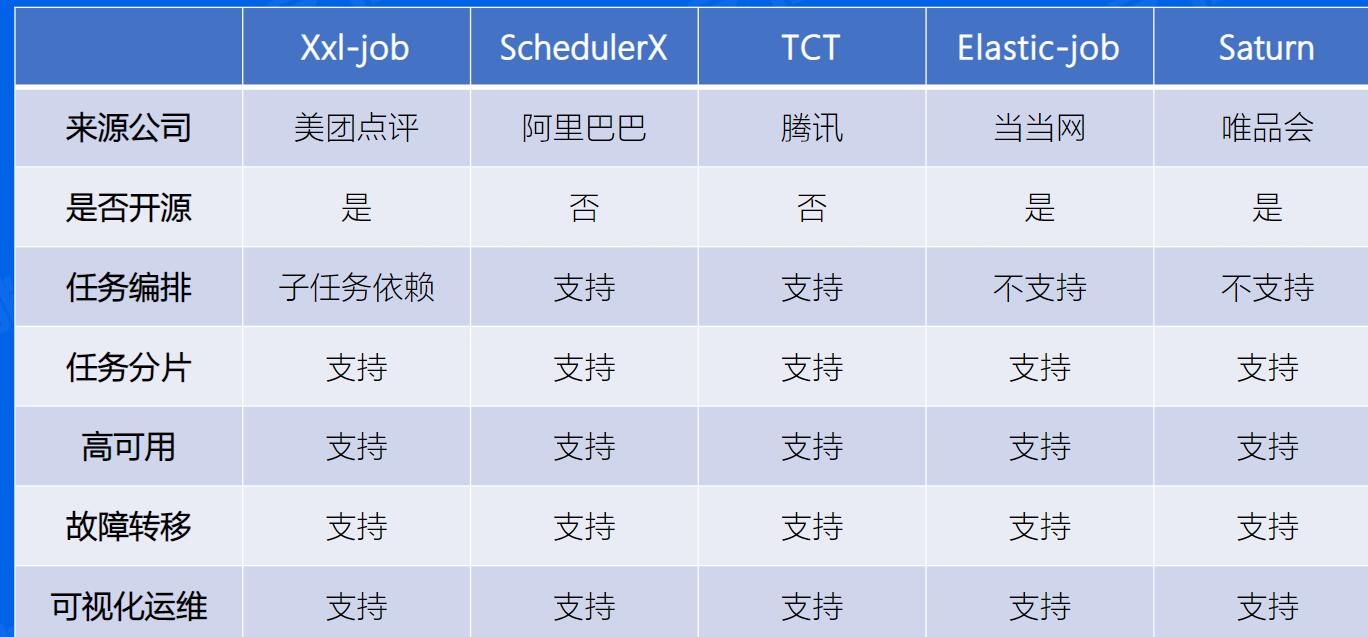 Xxl-job SchedulerX TCT Elastic-job Saturn
来源公司 美团点评 阿里巴巴 腾讯 当当网 唯品会
是否开源 是 否 否 是 是
任务编排 子任务依赖 支持 支持 不支持 不支持
任务分片 支持 支持 支持 支持 支持
高可用 支持 支持 支持 支持 支持
故障转移 支持 支持 支持 支持 支持
可视化运维 支持 支持 支持 支持 支持